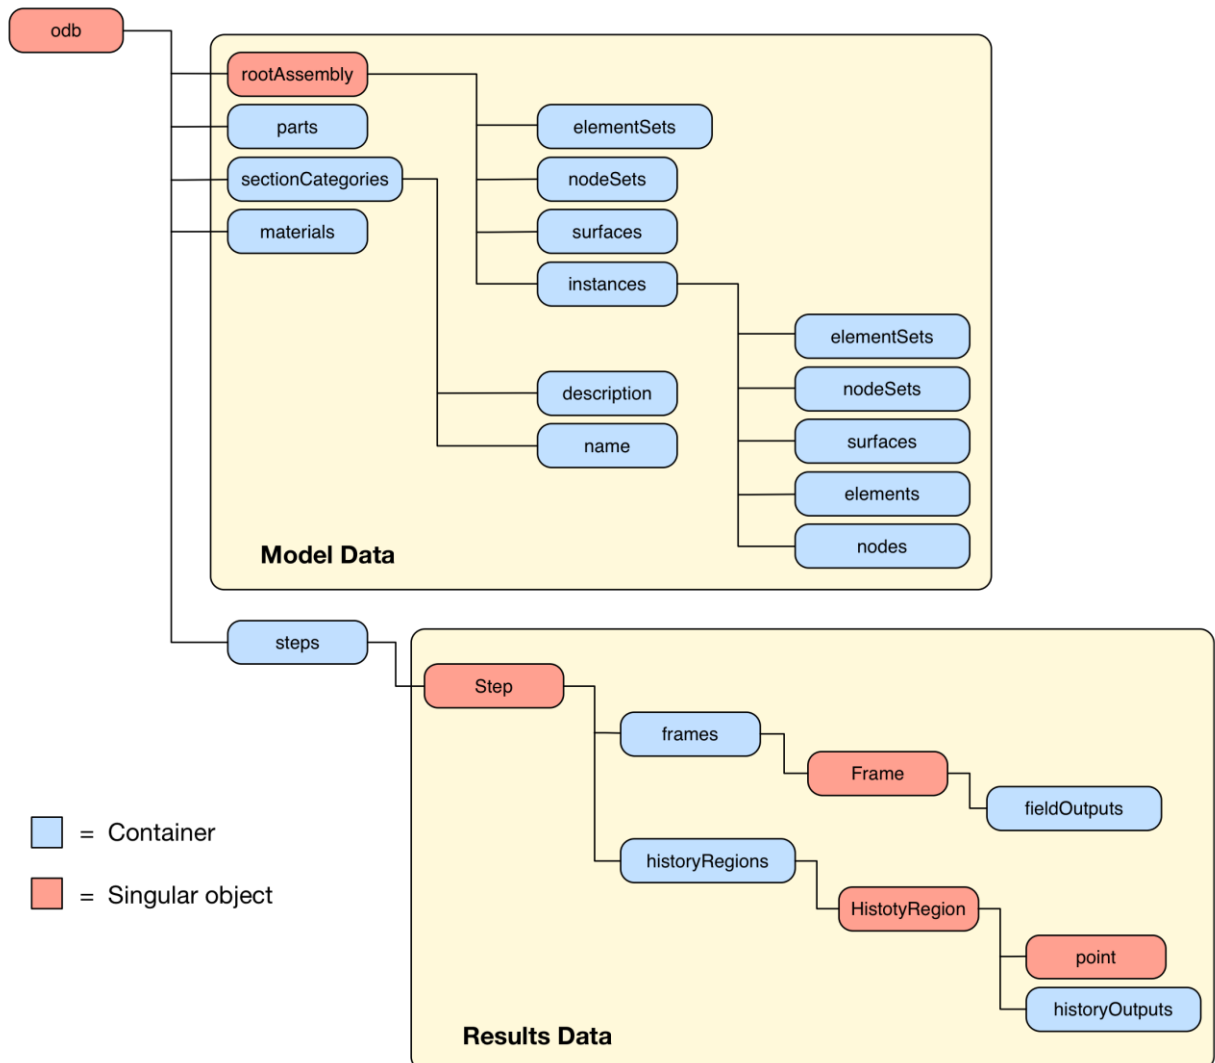 odb
rootAssembly
parts
elementSets
sectionCategories
nodeSets
materials
surfaces
instances
elementSets
description
nodeSets
name
surfaces
elements
nodes
Model Data
steps
Step
frames
Frame
fieldOutputs
= Container
historyRegions
= Singular object
HistotyRegion
point
historyOutputs
Results Data